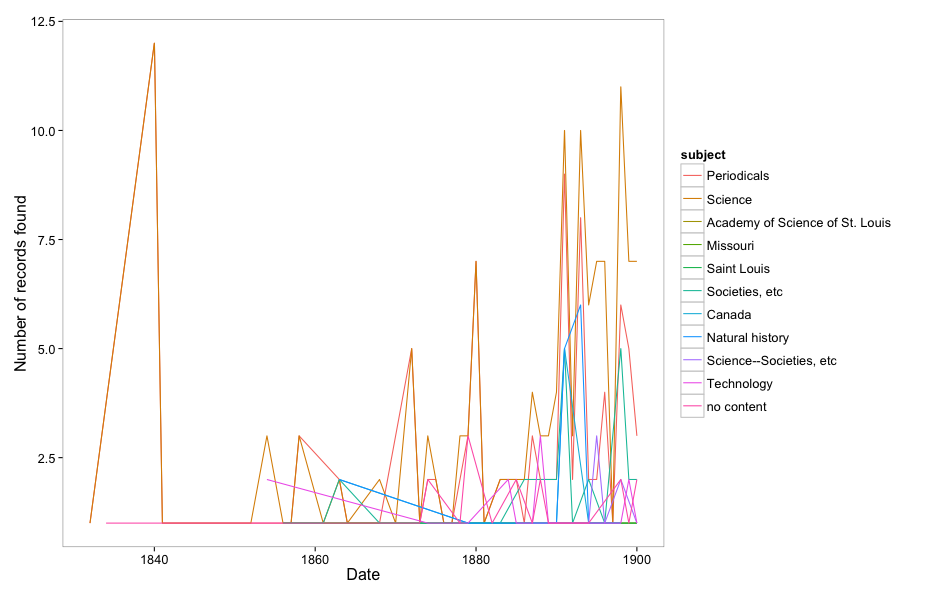 12.5
10.0
7.5
5.0
2.5
Number of records found
1840
1860
1880
1900
Date
subject
Periodicals
Science
Academy of Science of St. Louis
Missouri
Saint Louis
Societies, etc
Canada
Natural history
Science--Societies, etc
Technology
no content